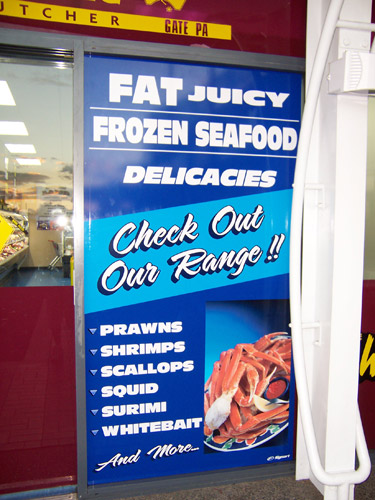 UTCHER
GATE PA
FAT JUICY
FROZEN SEAFOOD
DELICACIES
Check Out
Our Range !!
PRAWNS
SHRIMPS
SCALLOPS
SQUID
SURIMI
WHITEBAIT
And More...